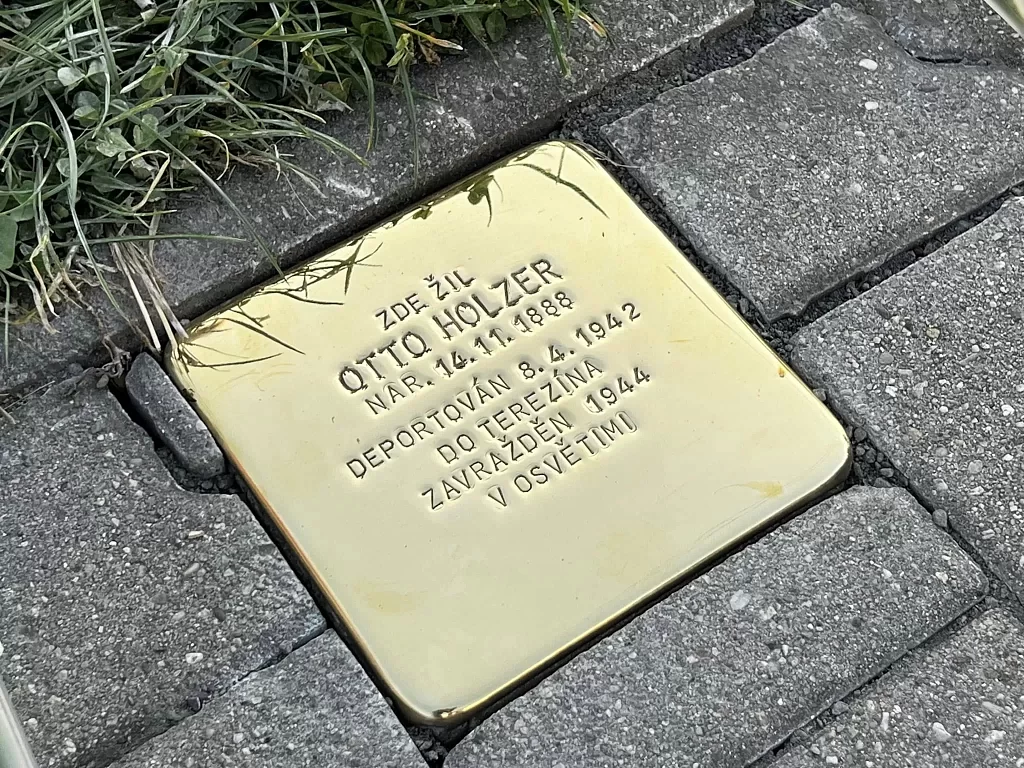 ZDE ŽIL
OTTO HOLZER
NAR. 14.11.1888
DEPORTOVÁN 8.4.1942
DO TEREZÍNA
ZAVRAŽDĚN 1944
V OSVĚTIMI